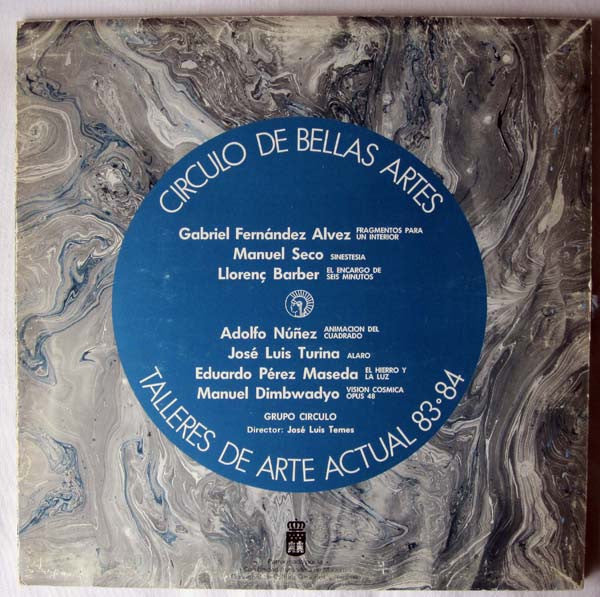 CIRCULO DE BELLAS ARTES
Gabriel Fernández Alvez FRAGMENTOS PARA
UN INTERIOR
Manuel Seco SINESTESIA
Llorenç Barber EL ENCARGO DE
SEIS MINUTOS
Adolfo Núñez ANIMACION DEL
CUADRADO
José Luis Turina ALARO
Eduardo Pérez Maseda EL HIERRO Y
LA LUZ
Manuel Dimbwadyo VISION COSMICA
OPUS 48
GRUPO CIRCULO
Director: José Luis Temes
TALLERES DE ARTE ACTUAL 83·84